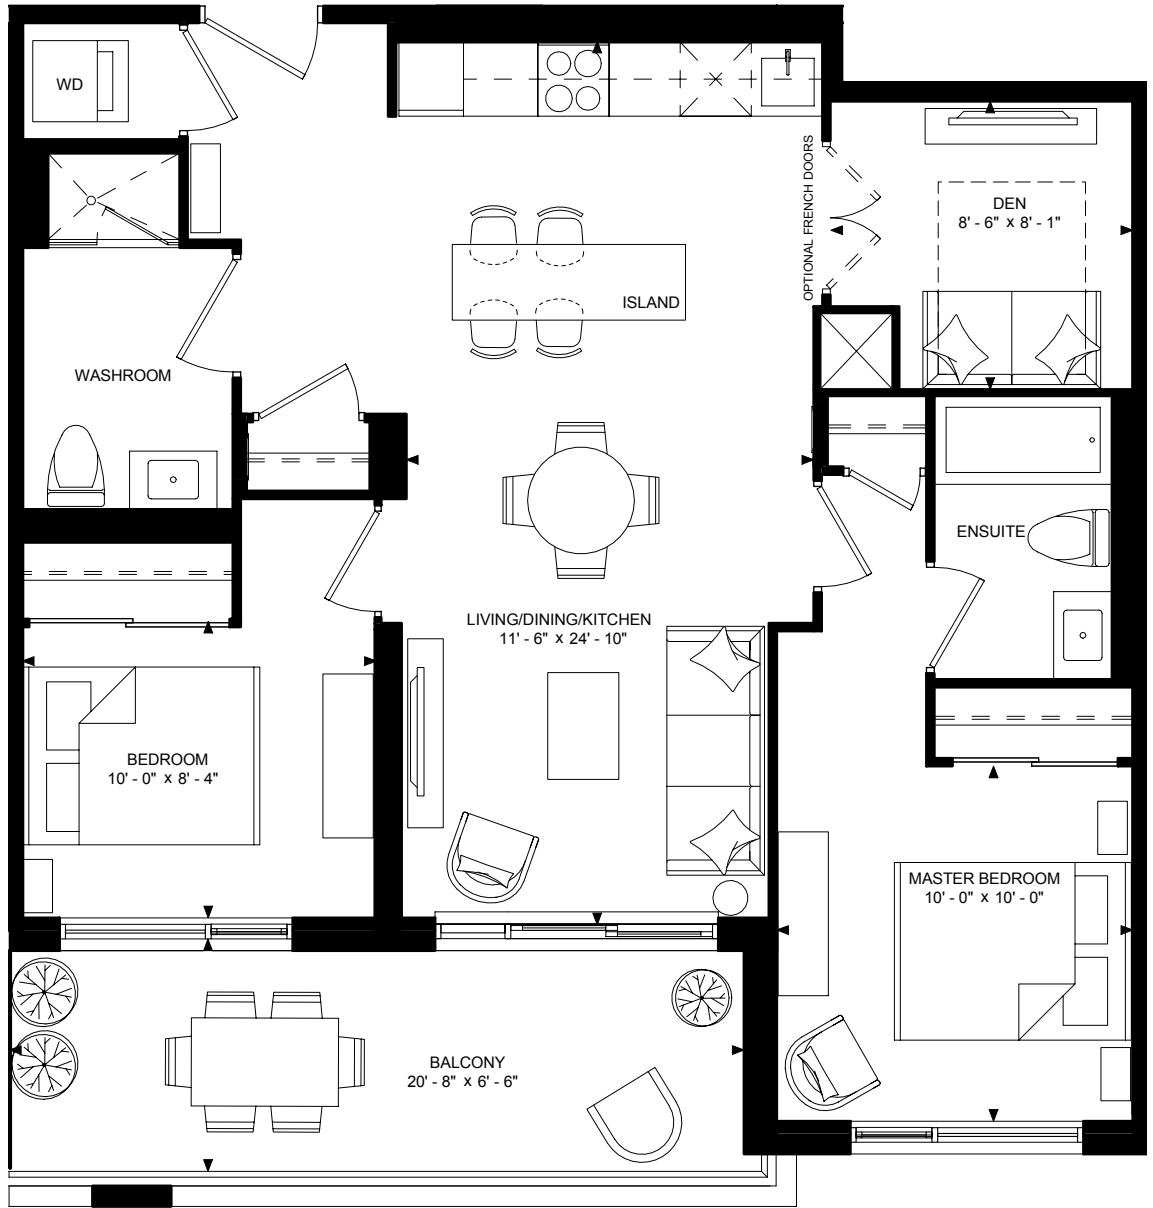 WD
OPTIONAL FRENCH DOORS
DEN
8' - 6" x 8' - 1"
ISLAND
WASHROOM
ENSUITE
LIVING/DINING/KITCHEN
11' - 6" x 24' - 10"
BEDROOM
10' - 0" x 8' - 4"
MASTER BEDROOM
10' - 0" x 10' - 0"
BALCONY
20' - 8" x 6' - 6"